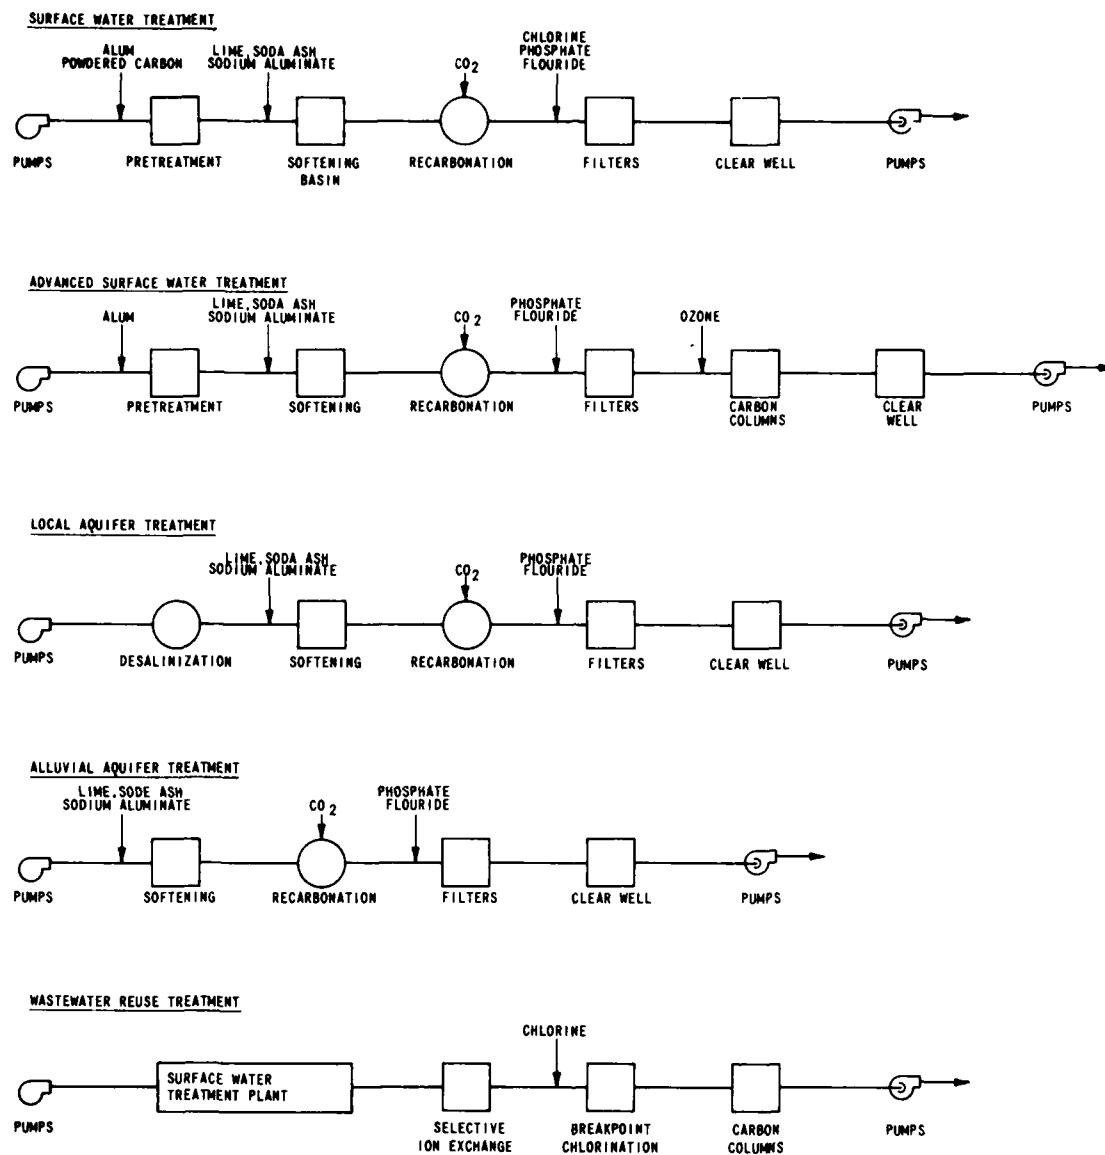 SURFACE WATER TREATMENT
ALUM
POWDERED CARBON
LIME, SODA ASH
SODIUM ALUMINATE
CO2
CHLORINE
PHOSPHATE
FLOURIDE
PUMPS
PRETREATMENT
SOFTENING
BASIN
RECARBONATION
FILTERS
CLEAR WELL
PUMPS
ADVANCED SURFACE WATER TREATMENT
ALUM
LIME, SODA ASH
SODIUM ALUMINATE
CO2
PHOSPHATE
FLOURIDE
OZONE
PUMPS
PRETREATMENT
SOFTENING
RECARBONATION
FILTERS
CARBON
COLUMNS
CLEAR
WELL
PUMPS
LOCAL AQUIFER TREATMENT
LIME, SODA ASH
SODIUM ALUMINATE
CO2
PHOSPHATE
FLOURIDE
PUMPS
DESALINIZATION
SOFTENING
RECARBONATION
FILTERS
CLEAR WELL
PUMPS
ALLUVIAL AQUIFER TREATMENT
LIME, SODE ASH
SODIUM ALUMINATE
CO2
PHOSPHATE
FLOURIDE
PUMPS
SOFTENING
RECARBONATION
FILTERS
CLEAR WELL
PUMPS
WASTEWATER REUSE TREATMENT
CHLORINE
SURFACE WATER
TREATMENT PLANT
PUMPS
SELECTIVE
ION EXCHANGE
BREAKPOINT
CHLORINATION
CARBON
COLUMNS
PUMPS